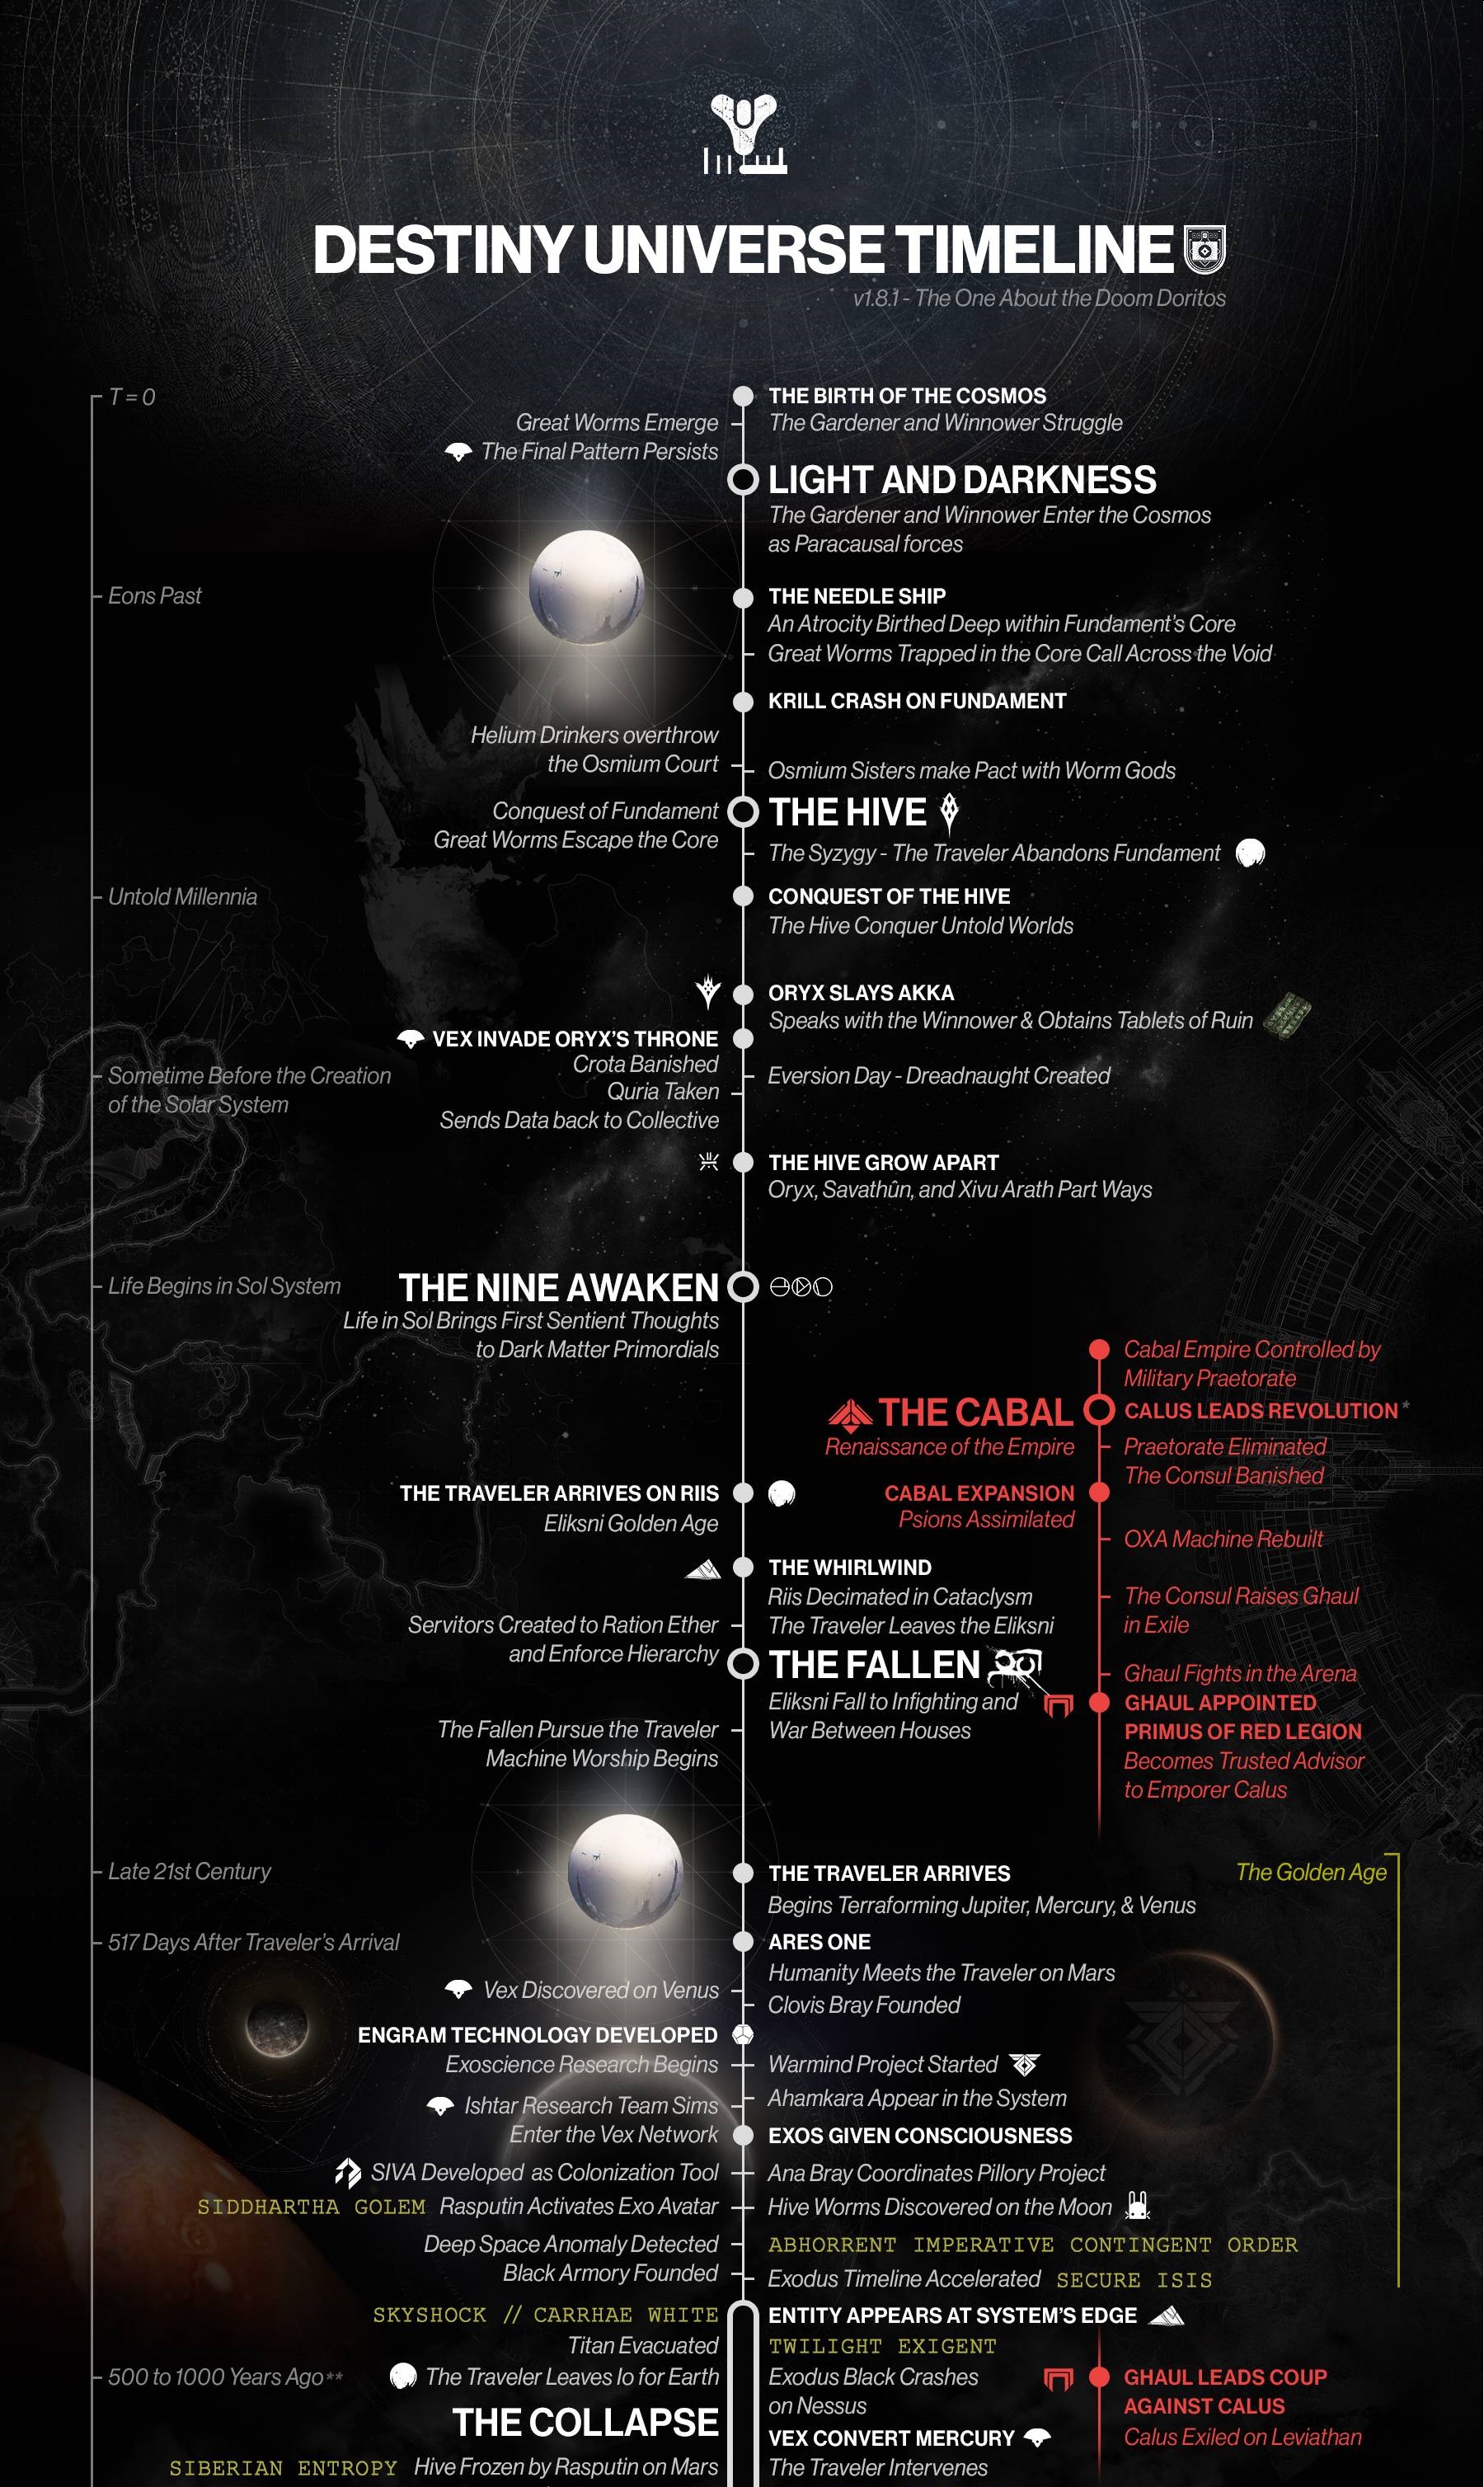 DESTINY UNIVERSE TIMELINE
v1.8.1 - The One About the Doom Doritos
T = 0
THE BIRTH OF THE COSMOS
Great Worms Emerge
The Gardener and Winnower Struggle
The Final Pattern Persists
LIGHT AND DARKNESS
The Gardener and Winnower Enter the Cosmos
as Paracausal forces
Eons Past
THE NEEDLE SHIP
An Atrocity Birthed Deep within Fundament's Core
Great Worms Trapped in the Core Call Across the Void
KRILL CRASH ON FUNDAMENT
Helium Drinkers overthrow
the Osmium Court
Osmium Sisters make Pact with Worm Gods
Conquest of Fundament
THE HIVE
Great Worms Escape the Core
The Syzygy - The Traveler Abandons Fundament
Untold Millennia
CONQUEST OF THE HIVE
The Hive Conquer Untold Worlds
ORYX SLAYS AKKA
Speaks with the Winnower & Obtains Tablets of Ruin
VEX INVADE ORYX'S THRONE
Crota Banished
Sometime Before the Creation
of the Solar System
Eversion Day - Dreadnaught Created
Quria Taken
Sends Data back to Collective
THE HIVE GROW APART
Oryx, Savathûn, and Xivu Arath Part Ways
Life Begins in Sol System
THE NINE AWAKEN
Life in Sol Brings First Sentient Thoughts
to Dark Matter Primordials
Cabal Empire Controlled by
Military Praetorate
THE CABAL
CALUS LEADS REVOLUTION*
Renaissance of the Empire
Praetorate Eliminated
The Consul Banished
THE TRAVELER ARRIVES ON RIIS
Eliksni Golden Age
CABAL EXPANSION
Psions Assimilated
OXA Machine Rebuilt
THE WHIRLWIND
Riis Decimated in Cataclysm
The Traveler Leaves the Eliksni
The Consul Raises Ghaul
in Exile
Servitors Created to Ration Ether
and Enforce Hierarchy
THE FALLEN
Eliksni Fall to Infighting and
War Between Houses
Ghaul Fights in the Arena
GHAUL APPOINTED
PRIMUS OF RED LEGION
Becomes Trusted Advisor
to Emporer Calus
The Fallen Pursue the Traveler
Machine Worship Begins
Late 21st Century
THE TRAVELER ARRIVES
The Golden Age
Begins Terraforming Jupiter, Mercury, & Venus
517 Days After Traveler's Arrival
ARES ONE
Humanity Meets the Traveler on Mars
Vex Discovered on Venus
Clovis Bray Founded
ENGRAM TECHNOLOGY DEVELOPED
Exoscience Research Begins
Warmind Project Started
Ishtar Research Team Sims
Enter the Vex Network
Ahamkara Appear in the System
EXOS GIVEN CONSCIOUSNESS
SIVA Developed as Colonization Tool
Ana Bray Coordinates Pillory Project
SIDDHARTHA GOLEM Rasputin Activates Exo Avatar
Hive Worms Discovered on the Moon
Deep Space Anomaly Detected
ABHORRENT IMPERATIVE CONTINGENT ORDER
Black Armory Founded
Exodus Timeline Accelerated SECURE ISIS
SKYSHOCK // CARRHAE WHITE
ENTITY APPEARS AT SYSTEM'S EDGE
Titan Evacuated
TWILIGHT EXIGENT
500 to 1000 Years Ago**
The Traveler Leaves Io for Earth
Exodus Black Crashes
on Nessus
GHAUL LEADS COUP
AGAINST CALUS
Calus Exiled on Leviathan
THE COLLAPSE
VEX CONVERT MERCURY
SIBERIAN ENTROPY Hive Frozen by Rasputin on Mars
The Traveler Intervenes